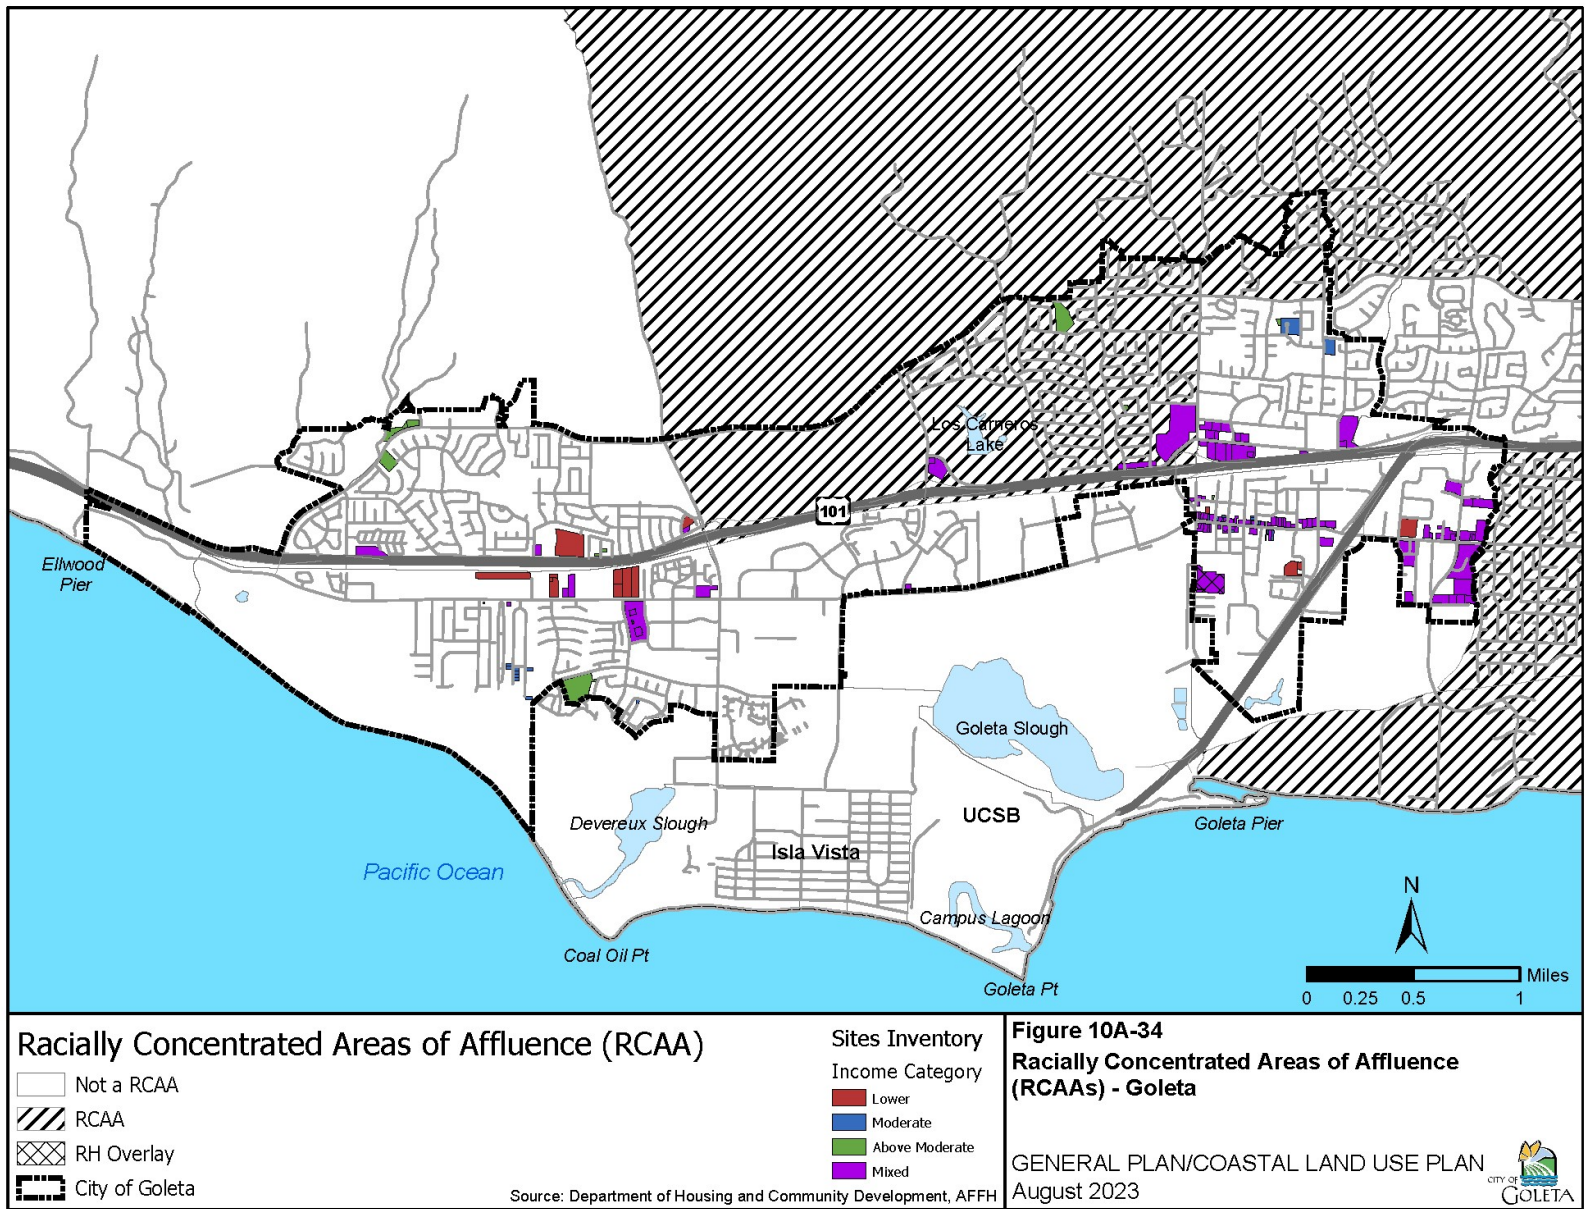 Los Carneros
Lake
101
Ellwood
Pier
Goleta Slough
UCSB
Devereux Slough
Goleta Pier
Isla Vista
Pacific Ocean
Campus Lagoon
N
Coal Oil Pt
Goleta Pt
Miles
0 0.25 0.5 1
Racially Concentrated Areas of Affluence (RCAA)
Not a RCAA
RCAA
RH Overlay
City of Goleta
Sites Inventory
Income Category
Lower
Moderate
Above Moderate
Mixed
Source: Department of Housing and Community Development, AFFH
Figure 10A-34
Racially Concentrated Areas of Affluence
(RCAAs) - Goleta
GENERAL PLAN/COASTAL LAND USE PLAN
August 2023
CITY OF
GOLETA